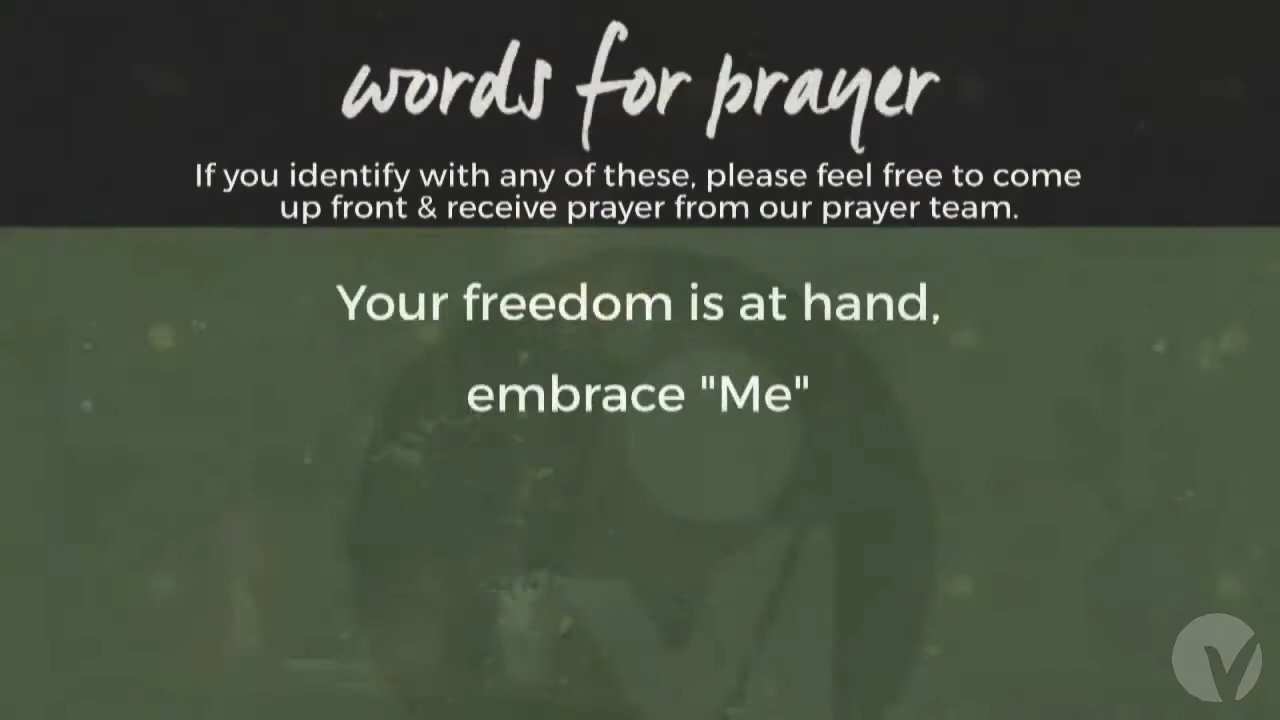 words for prayer
If you identify with any of these, please feel free to come
up front & receive prayer from our prayer team.
Your freedom is at hand,
embrace "Me"